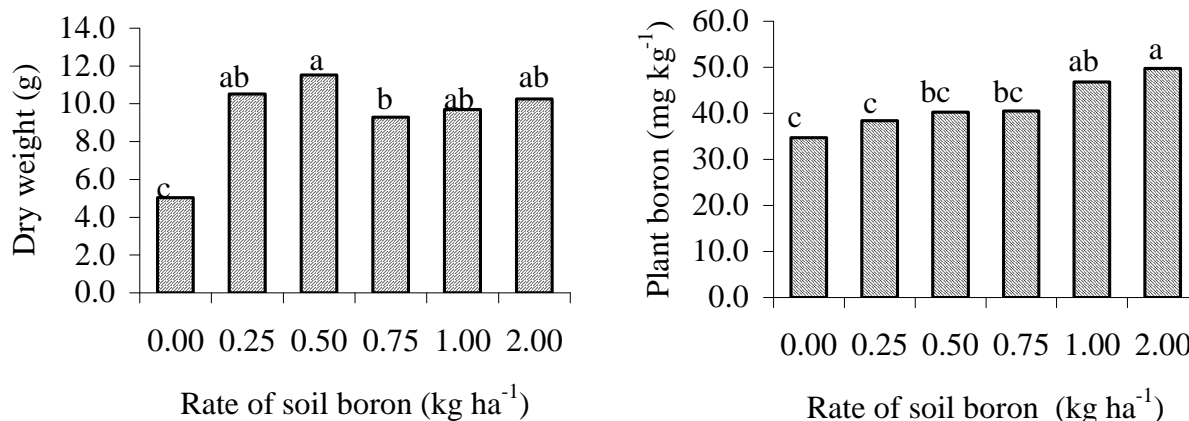 Dry weight (g)
14.0
12.0
10.0
8.0
6.0
4.0
2.0
0.0
c
ab
a
b
ab
ab
0.00 0.25 0.50 0.75 1.00 2.00
Rate of soil boron (kg ha⁻¹)
Plant boron (mg kg⁻¹)
60.0
50.0
40.0
30.0
20.0
10.0
0.0
c
c
bc
bc
ab
a
0.00 0.25 0.50 0.75 1.00 2.00
Rate of soil boron (kg ha⁻¹)